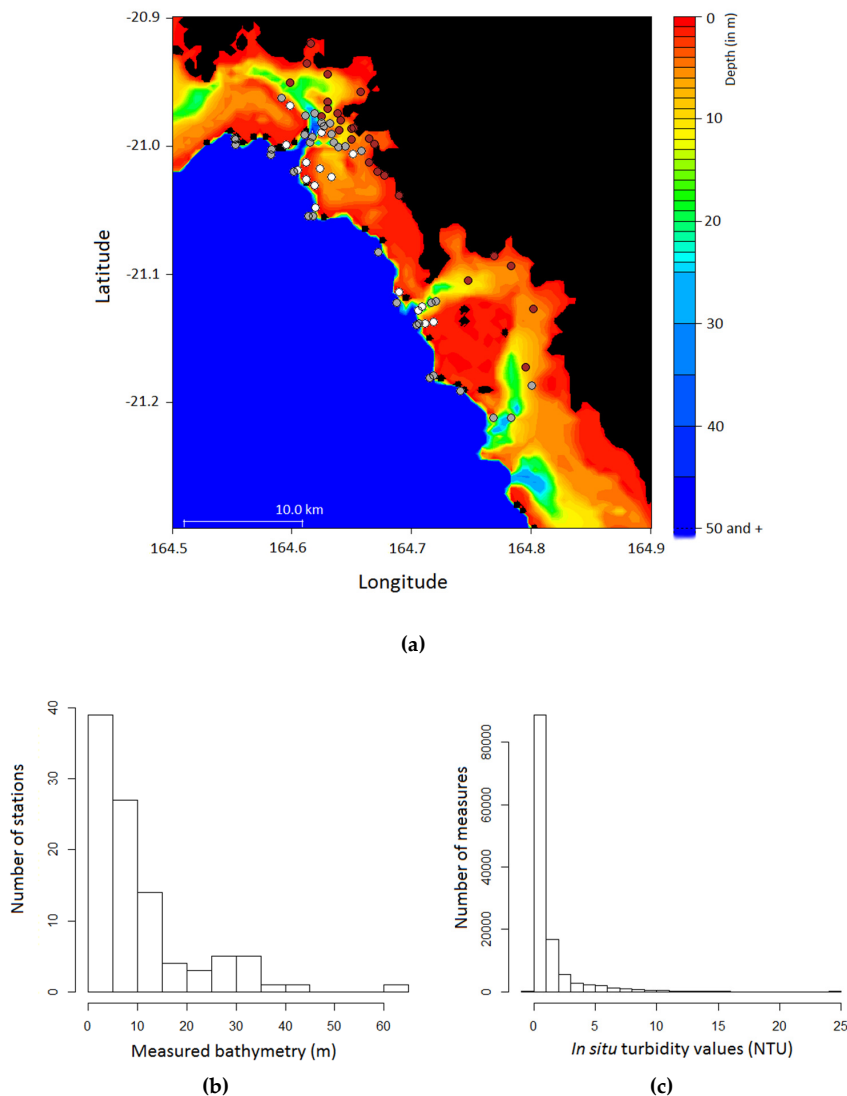 -20.9
-21.0
-21.1
-21.2
Latitude
10.0 km
164.5 164.6 164.7 164.8 164.9
Longitude
0
10
20
30
40
50 and +
Depth (in m)
(a)
40
30
20
10
0
Number of stations
0 10 20 30 40 50 60
Measured bathymetry (m)
(b)
80000
60000
40000
20000
0
Number of measures
0 5 10 15 20 25
In situ turbidity values (NTU)
(c)